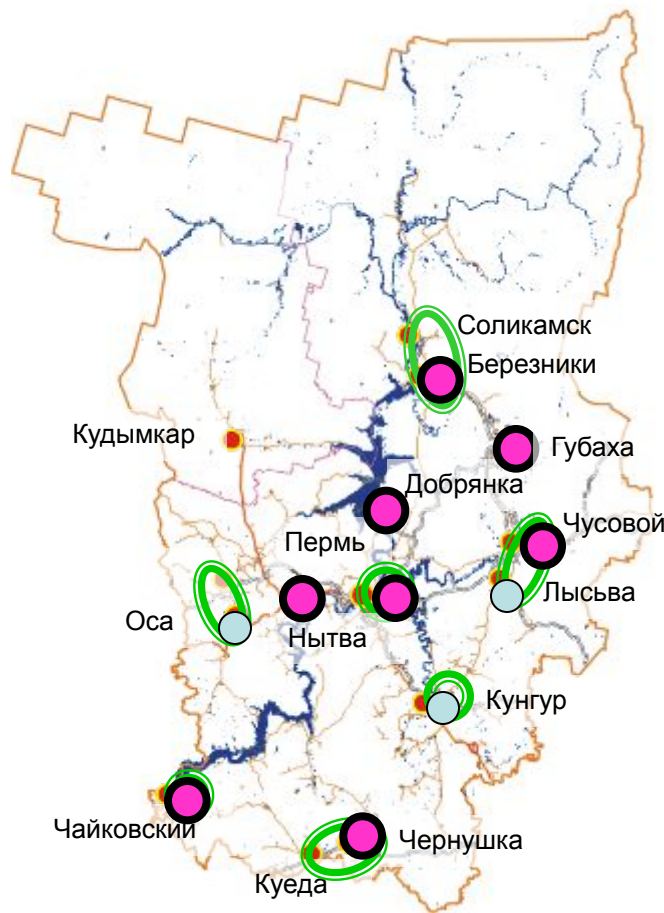 Соликамск
Березники
Кудымкар
Губаха
Добрянка
Чусовой
Пермь
Лысьва
Оса
Нытва
Кунгур
Чайковский
Чернушка
Куеда